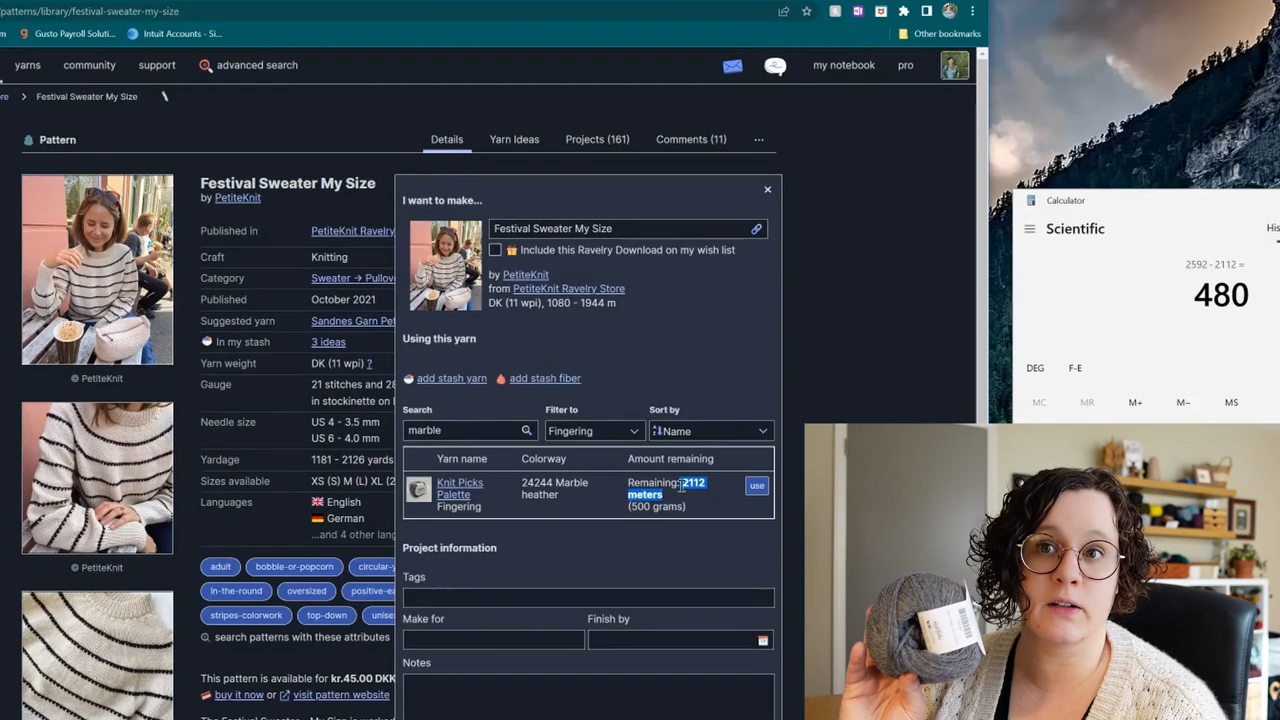 /patterns/library/festival-sweater-my-size
Gusto Payroll Soluti...
Intuit Accounts - Si...
Other bookmarks
yarns
community
support
advanced search
my notebook
pro
Festival Sweater My Size
Pattern
Details
Yarn Ideas
Projects (161)
Comments (11)
Festival Sweater My Size
by PetiteKnit
Published in
PetiteKnit Ravelry
Craft
Knitting
Category
Sweater → Pullov
Published
October 2021
Suggested yarn
Sandnes Garn Pet
In my stash
3 ideas
Yarn weight
DK (11 wpi) ?
Gauge
21 stitches and 28
in stockinette on
Needle size
US 4 - 3.5 mm
US 6 - 4.0 mm
Yardage
1181 - 2126 yards
Sizes available
XS (S) M (L) XL (2
Languages
English
German
...and 4 other lang
adult
bobble-or-popcorn
circular-y
in-the-round
oversized
positive-ea
stripes-colorwork
top-down
unise
search patterns with these attributes
This pattern is available for kr.45.00 DKK
buy it now or
visit pattern website
© PetiteKnit
© PetiteKnit
I want to make...
Festival Sweater My Size
Include this Ravelry Download on my wish list
by PetiteKnit
from PetiteKnit Ravelry Store
DK (11 wpi), 1080 - 1944 m
Using this yarn
add stash yarn
add stash fiber
Search
Filter to
Sort by
marble
Fingering
Name
Yarn name
Colorway
Amount remaining
Knit Picks
Palette
Fingering
24244 Marble
heather
Remaining: 2112
meters
(500 grams)
use
Project information
Tags
Make for
Finish by
Notes
Calculator
Scientific
His
2592 - 2112 =
480
DEG
F-E
MC
MR
M+
M−
MS